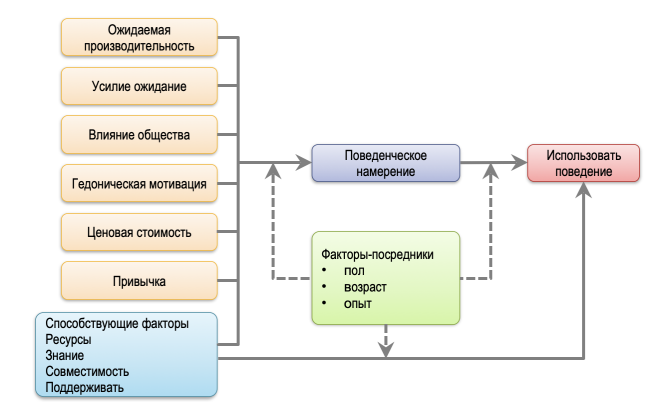 Ожидаемая
производительность
Усилие ожидание
Влияние общества
Гедоническая мотивация
Ценовая стоимость
Привычка
Способствующие факторы
Ресурсы
Знание
Совместимость
Поддерживать
Поведенческое
намерение
Использовать
поведение
Факторы-посредники
• пол
• возраст
• опыт